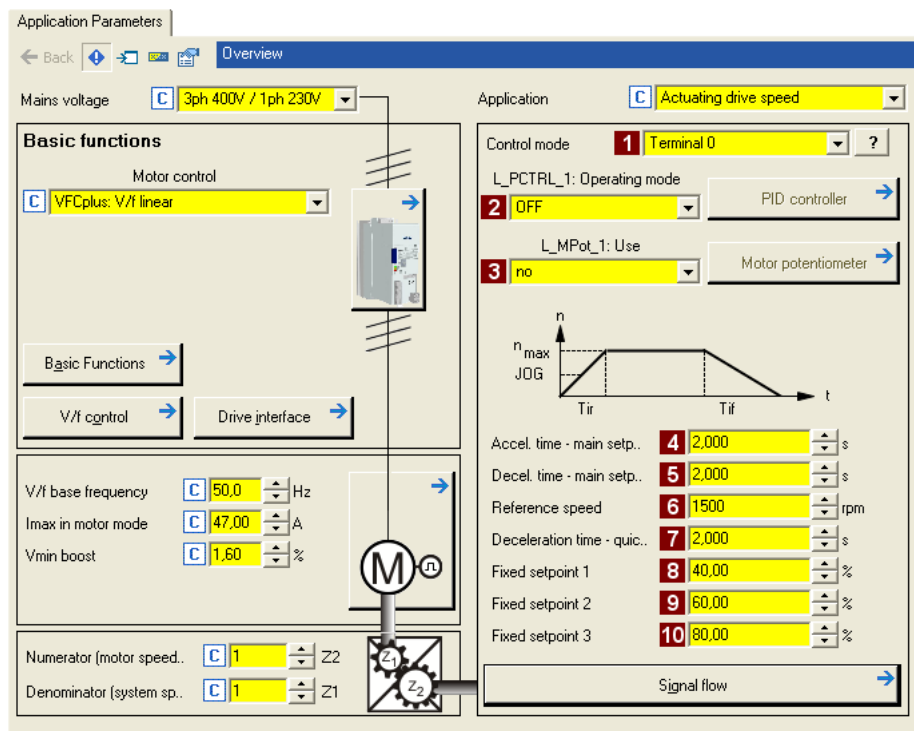 Application Parameters
Back
Overview
Mains voltage C 3ph 400V / 1ph 230V
Application C Actuating drive speed
Basic functions
Motor control
C VFCplus: V/f linear
Basic Functions
V/f control
Drive interface
Control mode 1 Terminal 0 ?
L_PCTRL_1: Operating mode
2 OFF
PID controller
L_MPot_1: Use
3 no
Motor potentiometer
n
n max
JOG
t
Tir
Tif
V/f base frequency C 50,0 Hz
Imax in motor mode C 47,00 A
Vmin boost C 1,60 %
M
Accel. time - main setp.. 4 2,000 s
Decel. time - main setp.. 5 2,000 s
Reference speed 6 1500 rpm
Deceleration time - quic.. 7 2,000 s
Fixed setpoint 1 8 40,00 %
Fixed setpoint 2 9 60,00 %
Fixed setpoint 3 10 80,00 %
Numerator (motor speed.. C 1 Z2
Denominator (system sp.. C 1 Z1
Z1
Z2
Signal flow